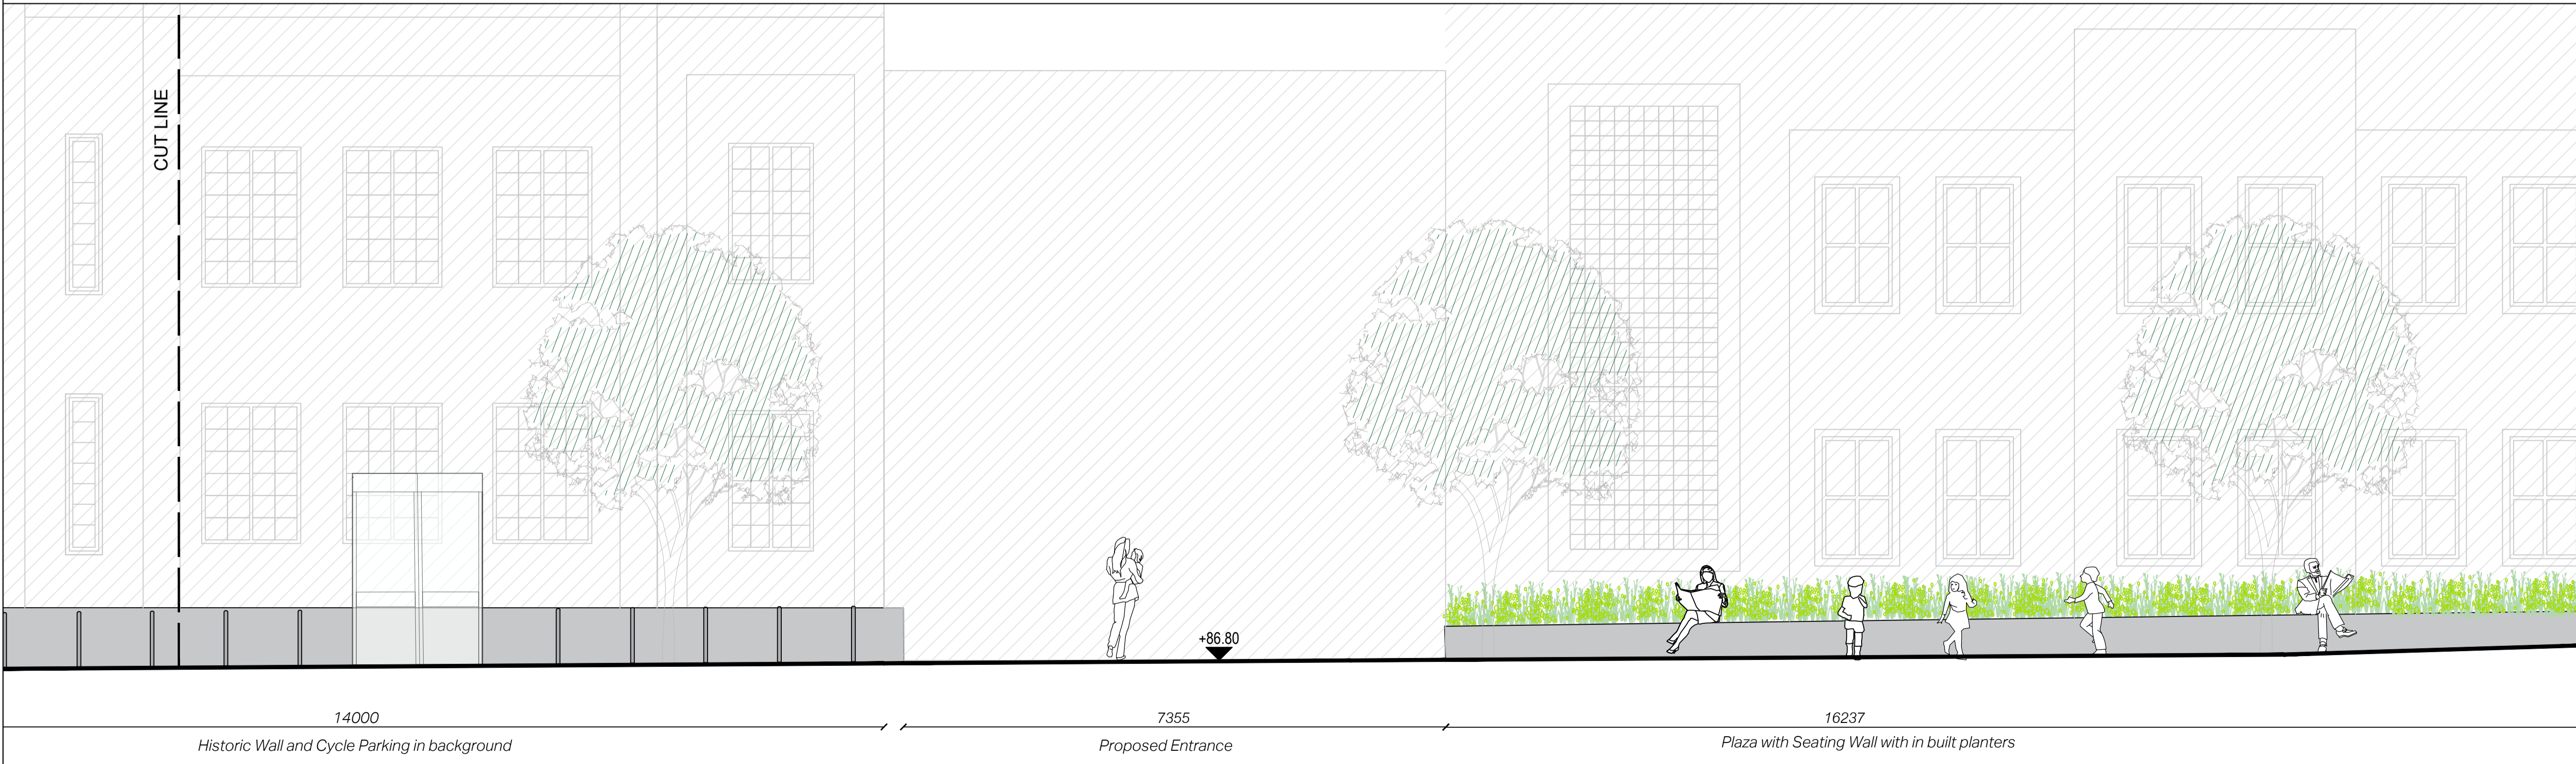 CUT LINE
+86.80
14000
7355
16237
Historic Wall and Cycle Parking in background
Proposed Entrance
Plaza with Seating Wall with in built planters